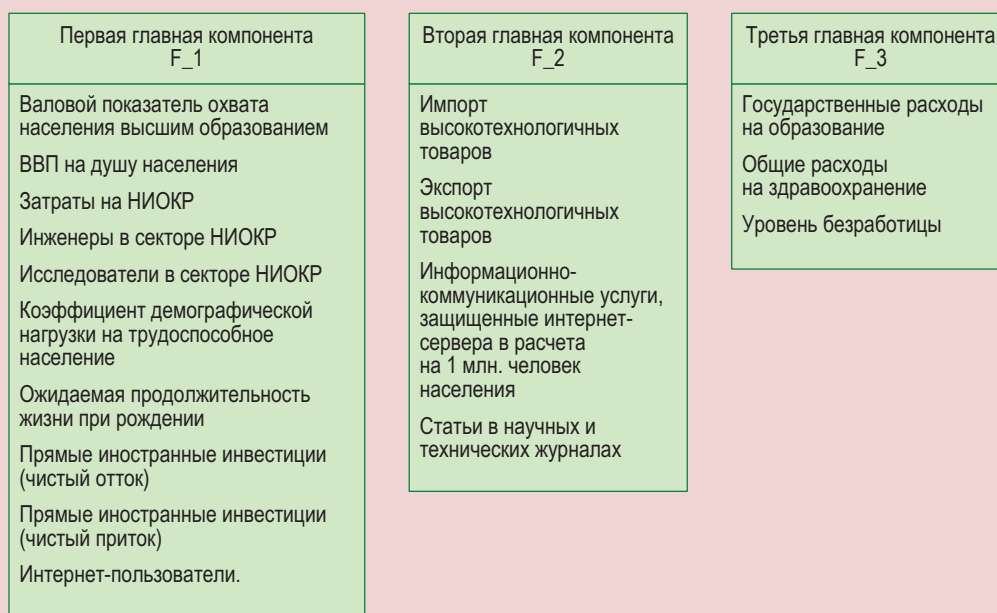 Первая главная компонента
F_1
Валовой показатель охвата
населения высшим образованием
ВВП на душу населения
Затраты на НИОКР
Инженеры в секторе НИОКР
Исследователи в секторе НИОКР
Коэффициент демографической
нагрузки на трудоспособное
население
Ожидаемая продолжительность
жизни при рождении
Прямые иностранные инвестиции
(чистый отток)
Прямые иностранные инвестиции
(чистый приток)
Интернет-пользователи.
Вторая главная компонента
F_2
Импорт
высокотехнологичных
товаров
Экспорт
высокотехнологичных
товаров
Информационно-
коммуникационные услуги,
защищенные интернет-
сервера в расчета
на 1 млн. человек
населения
Статьи в научных и
технических журналах
Третья главная компонента
F_3
Государственные расходы
на образование
Общие расходы
на здравоохранение
Уровень безработицы